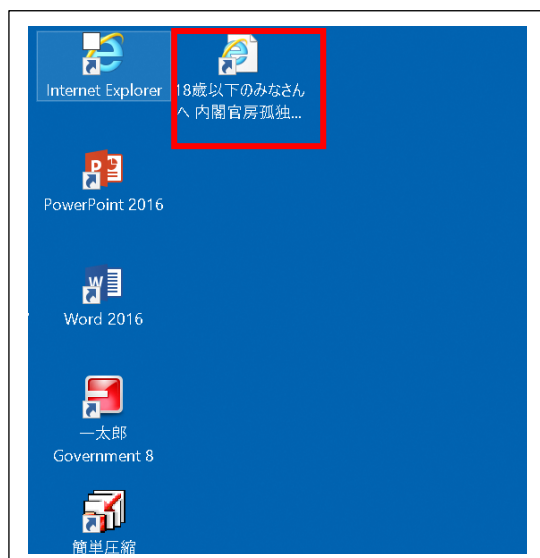 Internet Explorer
18歳以下のみなさん
へ 内閣官房孤独...
PowerPoint 2016
Word 2016
一太郎
Government 8
簡単圧縮